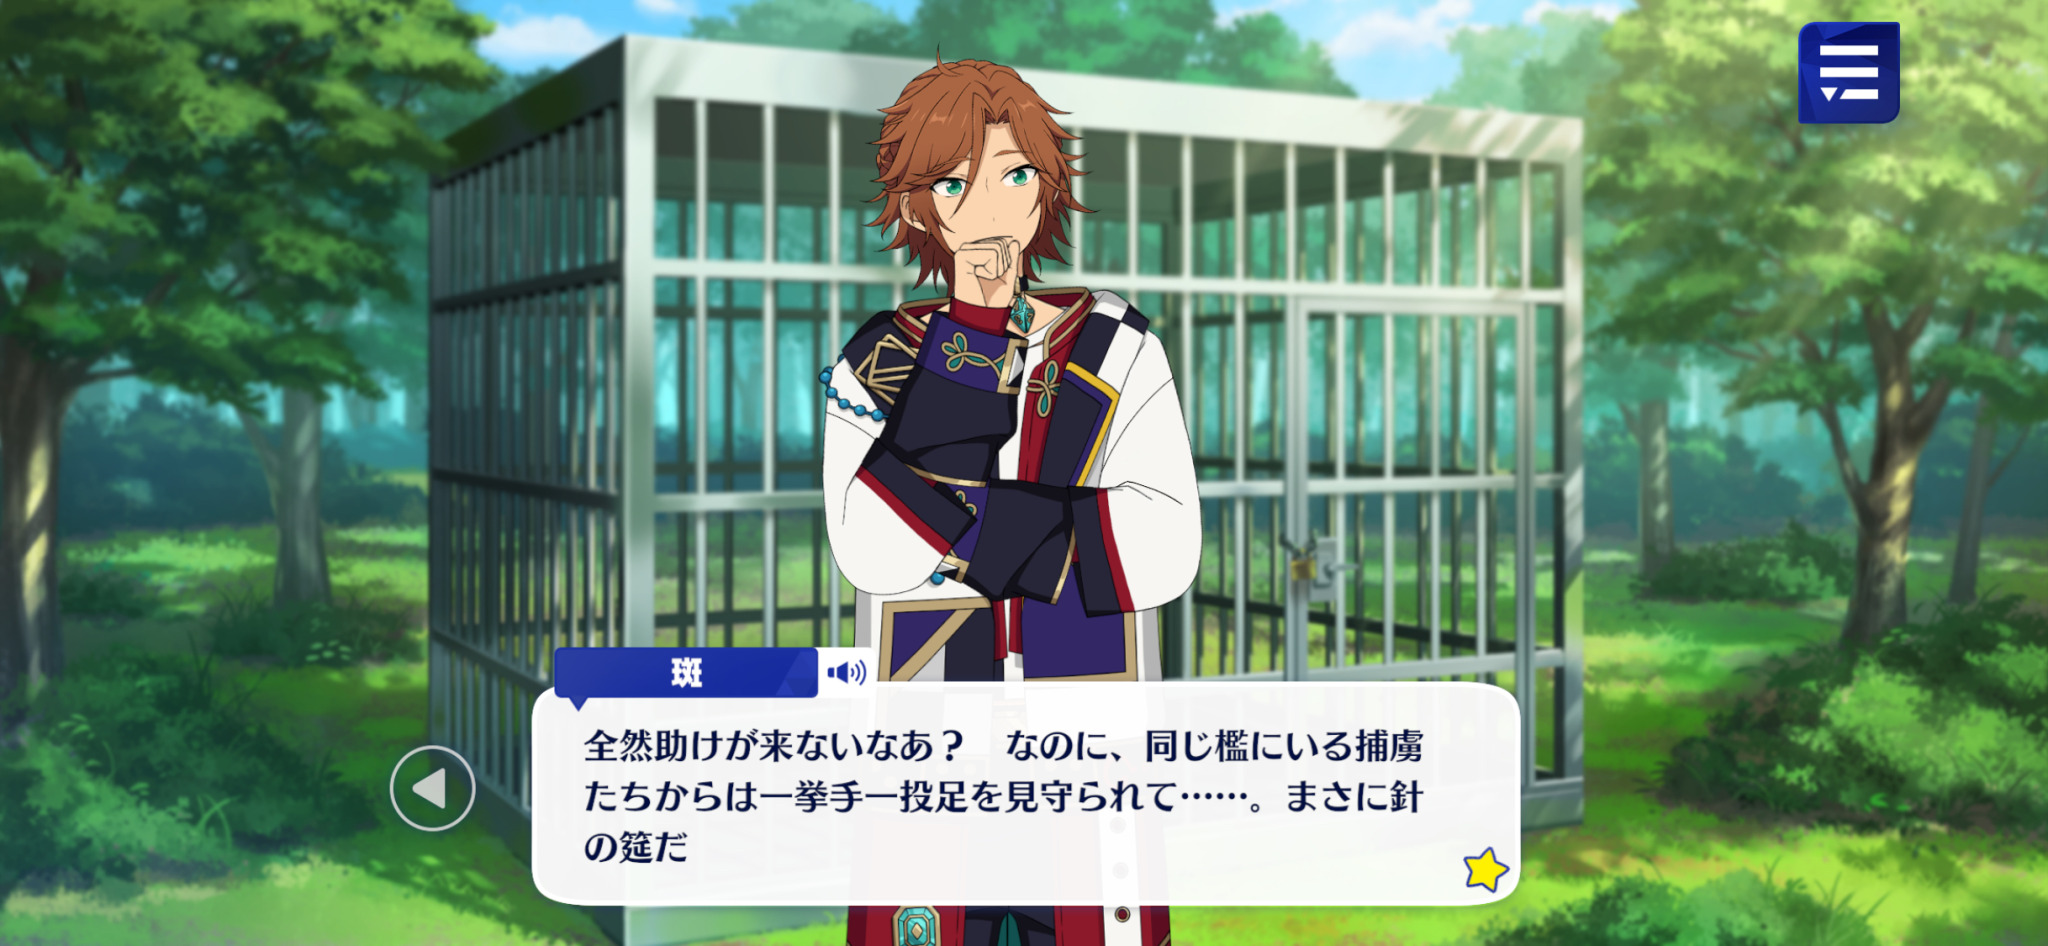 斑
全然助けが来ないなあ？　なのに、同じ檻にいる捕虜
たちからは一挙手一投足を見守られて……。まさに針
の筵だ